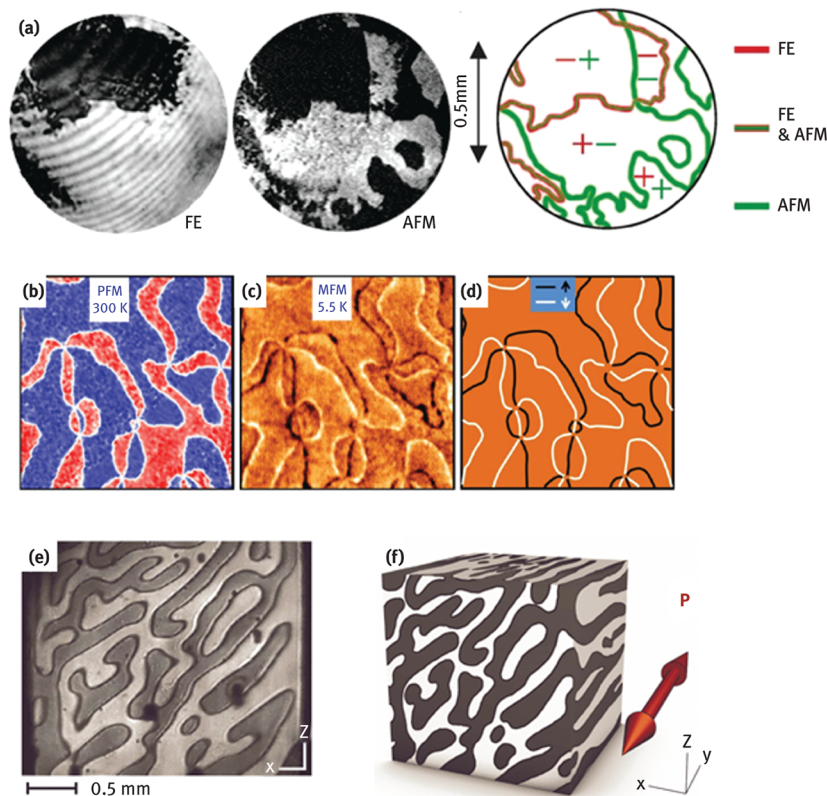 (a)
FE
AFM
0.5mm
− +
−
−
+ −
+
+
FE
FE
& AFM
AFM
(b)
PFM
300 K
(c)
MFM
5.5 K
(d)
(e)
Z
x
0.5 mm
(f)
P
Z
y
x